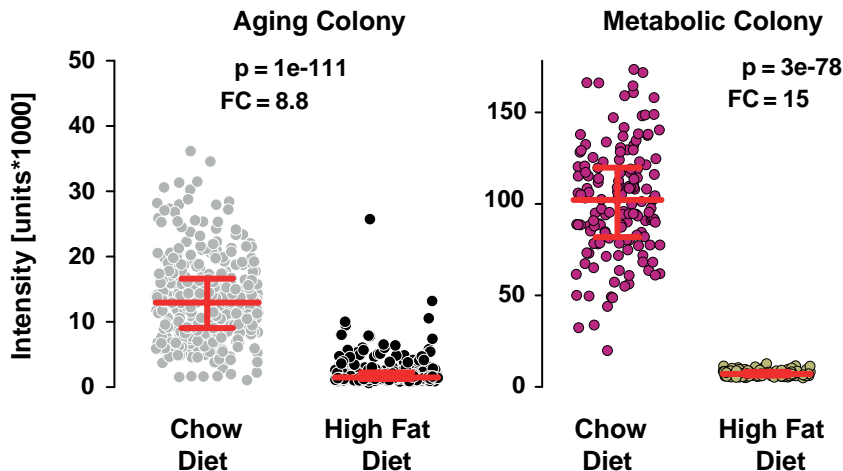 Aging Colony
Metabolic Colony
Intensity [units*1000]
50
40
30
20
10
0
p = 1e-111
FC = 8.8
150
100
50
0
p = 3e-78
FC = 15
Chow
Diet
High Fat
Diet
Chow
Diet
High Fat
Diet